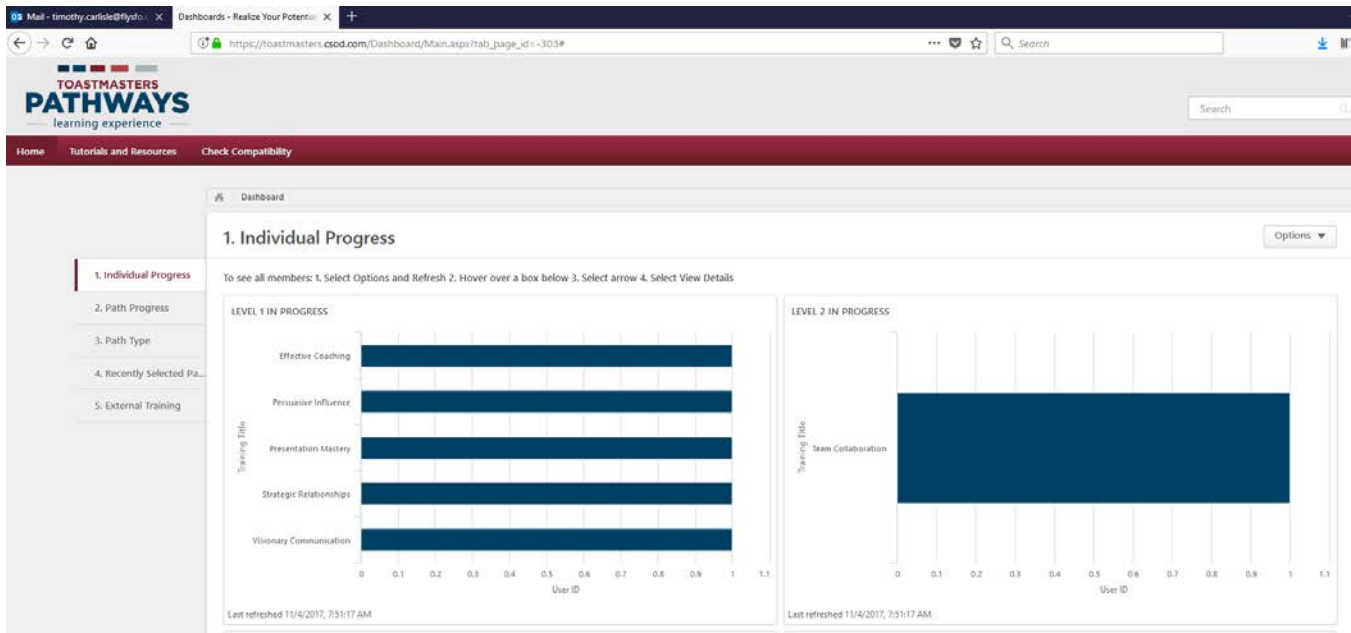 Mail - timothy.carlisle@flysfo.c
Dashboards - Realize Your Potentia
https://toastmasters.csod.com/Dashboard/Main.aspx?tab_page_id=-303#
Search
TOASTMASTERS
PATHWAYS
learning experience
Search
Home Tutorials and Resources Check Compatibility
Dashboard
1. Individual Progress
Options
1. Individual Progress
2. Path Progress
3. Path Type
4. Recently Selected Pa...
5. External Training
To see all members: 1. Select Options and Refresh 2. Hover over a box below 3. Select arrow 4. Select View Details
LEVEL 1 IN PROGRESS
Training Title
Effective Coaching
Persuasive Influence
Presentation Mastery
Strategic Relationships
Visionary Communication
0 0.1 0.2 0.3 0.4 0.5 0.6 0.7 0.8 0.9 1 1.1
User ID
Last refreshed 11/4/2017, 7:51:17 AM
LEVEL 2 IN PROGRESS
Training Title
Team Collaboration
0 0.1 0.2 0.3 0.4 0.5 0.6 0.7 0.8 0.9 1 1.1
User ID
Last refreshed 11/4/2017, 7:51:17 AM